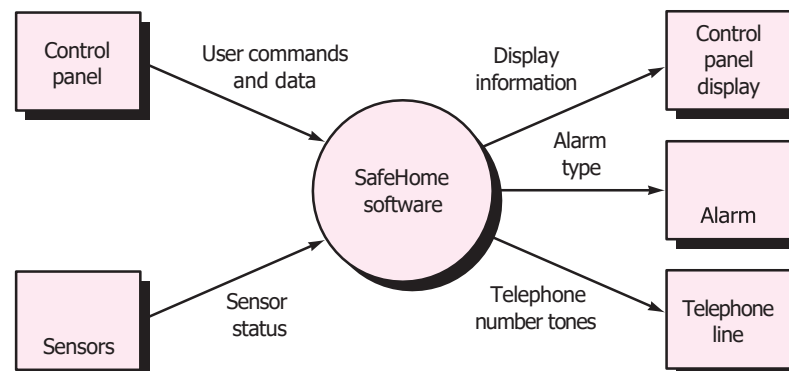 Control
panel
User commands
and data
Display
information
Control
panel
display
SafeHome
software
Alarm
type
Alarm
Sensors
Sensor
status
Telephone
number tones
Telephone
line